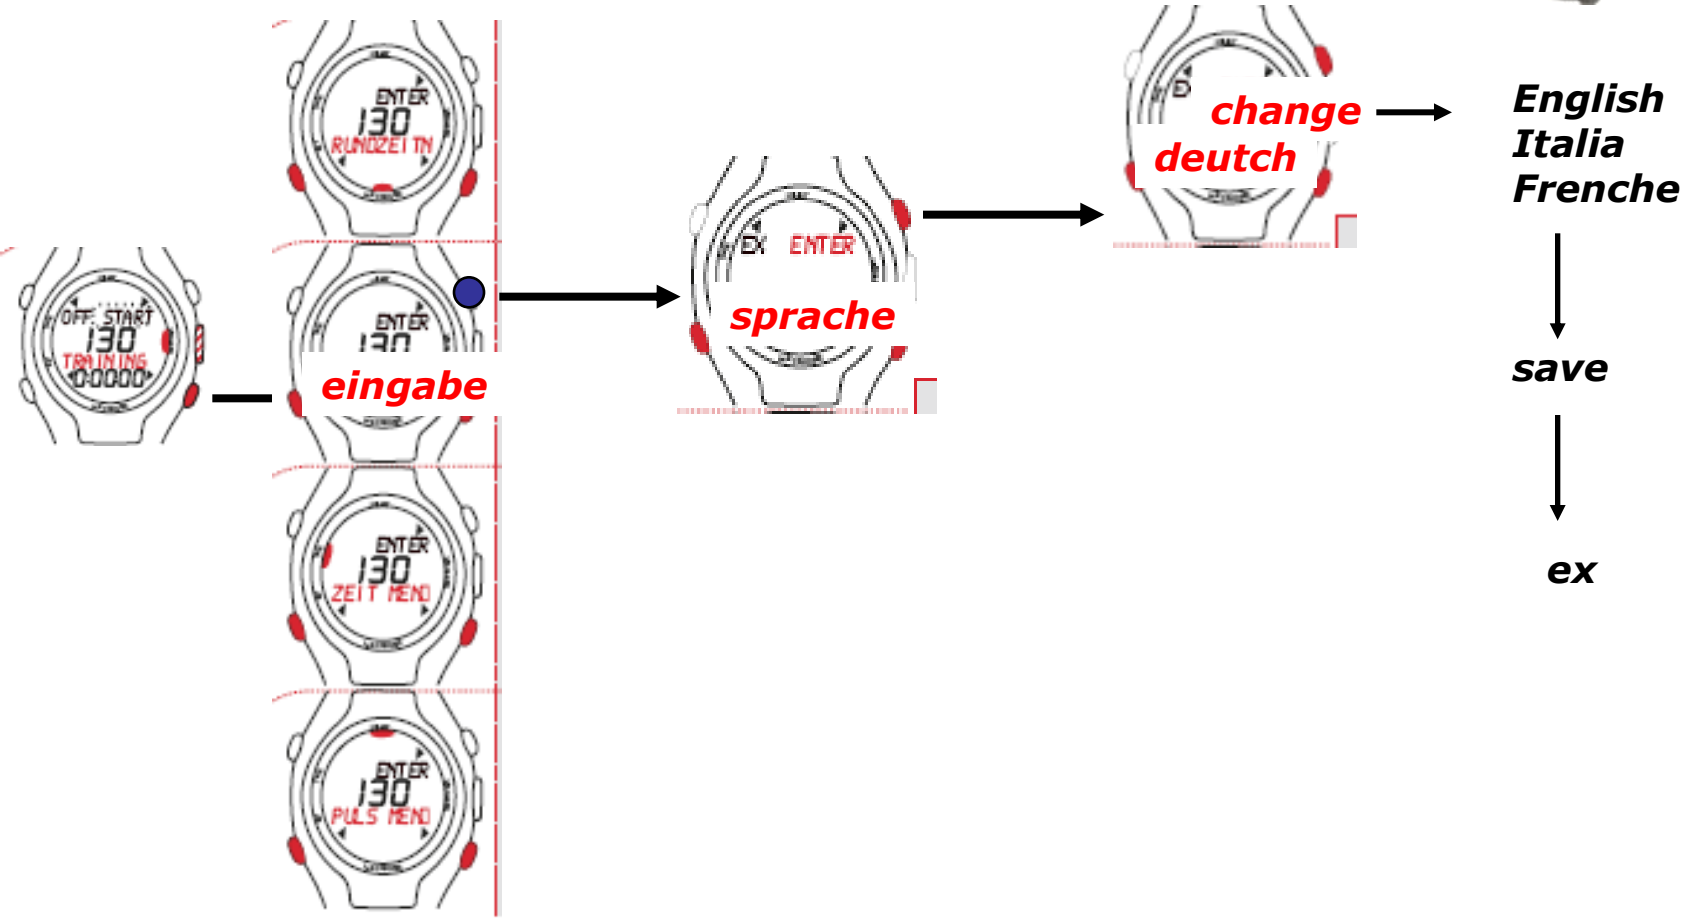 OFF START
130
TRAINING
0:00:00
ENTER
130
RUNDZEITN
ENTER
130
eingabe
ENTER
130
ZEIT MENU
ENTER
130
PULS MENU
EX ENTER
sprache
change
deutch
English
Italia
Frenche
save
ex